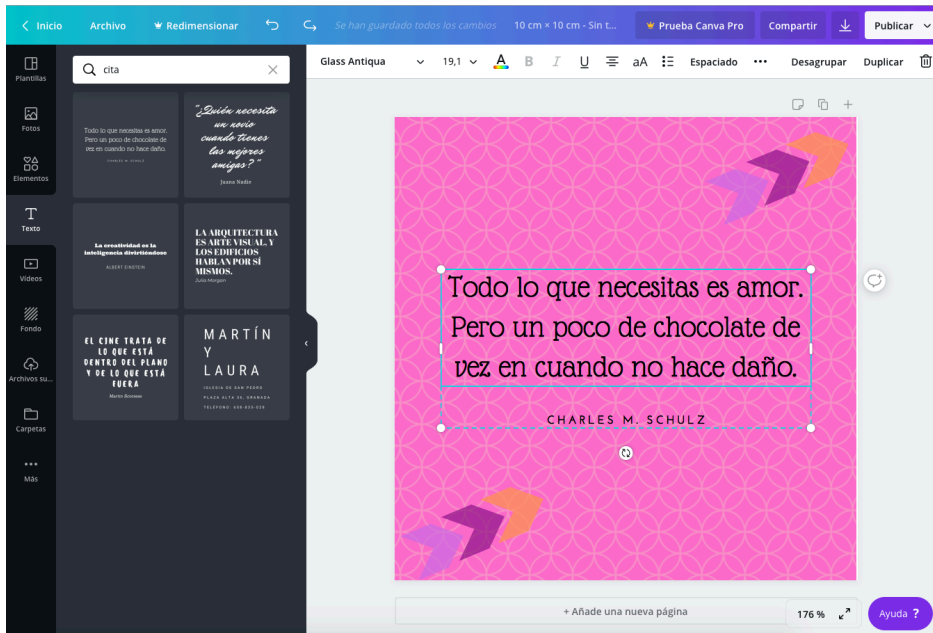 Inicio
Archivo
Redimensionar
Se han guardado todos los cambios
10 cm × 10 cm - Sin t...
Prueba Canva Pro
Compartir
Publicar
Plantillas
Fotos
Elementos
Texto
Vídeos
Fondo
Archivos su...
Carpetas
Más
cita
Todo lo que necesitas es amor.
Pero un poco de chocolate de
vez en cuando no hace daño.
CHARLES M. SCHULZ
"¿Quién necesita
un novio
cuando tienes
las mejores
amigas?"
Juana Nadie
La creatividad es la
inteligencia divirtiéndose
ALBERT EINSTEIN
LA ARQUITECTURA
ES ARTE VISUAL, Y
LOS EDIFICIOS
HABLAN POR SÍ
MISMOS.
Julia Morgan
EL CINE TRATA DE
LO QUE ESTÁ
DENTRO DEL PLANO
Y DE LO QUE ESTÁ
FUERA
MARTÍN
Y
LAURA
IGLESIA DE SAN PEDRO
PLAZA ALTA 30, GRANADA
Glass Antiqua
19,1
A
B
I
U
aA
Espaciado
Desagrupar
Duplicar
Todo lo que necesitas es amor.
Pero un poco de chocolate de
vez en cuando no hace daño.
CHARLES M. SCHULZ
+ Añade una nueva página
176 %
Ayuda ?